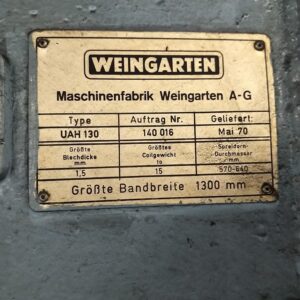 WEINGARTEN
Maschinenfabrik Weingarten A-G
Type Auftrag Nr. Geliefert:
UAH 130 140 016 Mai 70
Größte Blechdicke mm Größtes Coilgewicht to Spreizdorn-Durchmesser mm
1,5 15 570-640
Größte Bandbreite 1300 mm